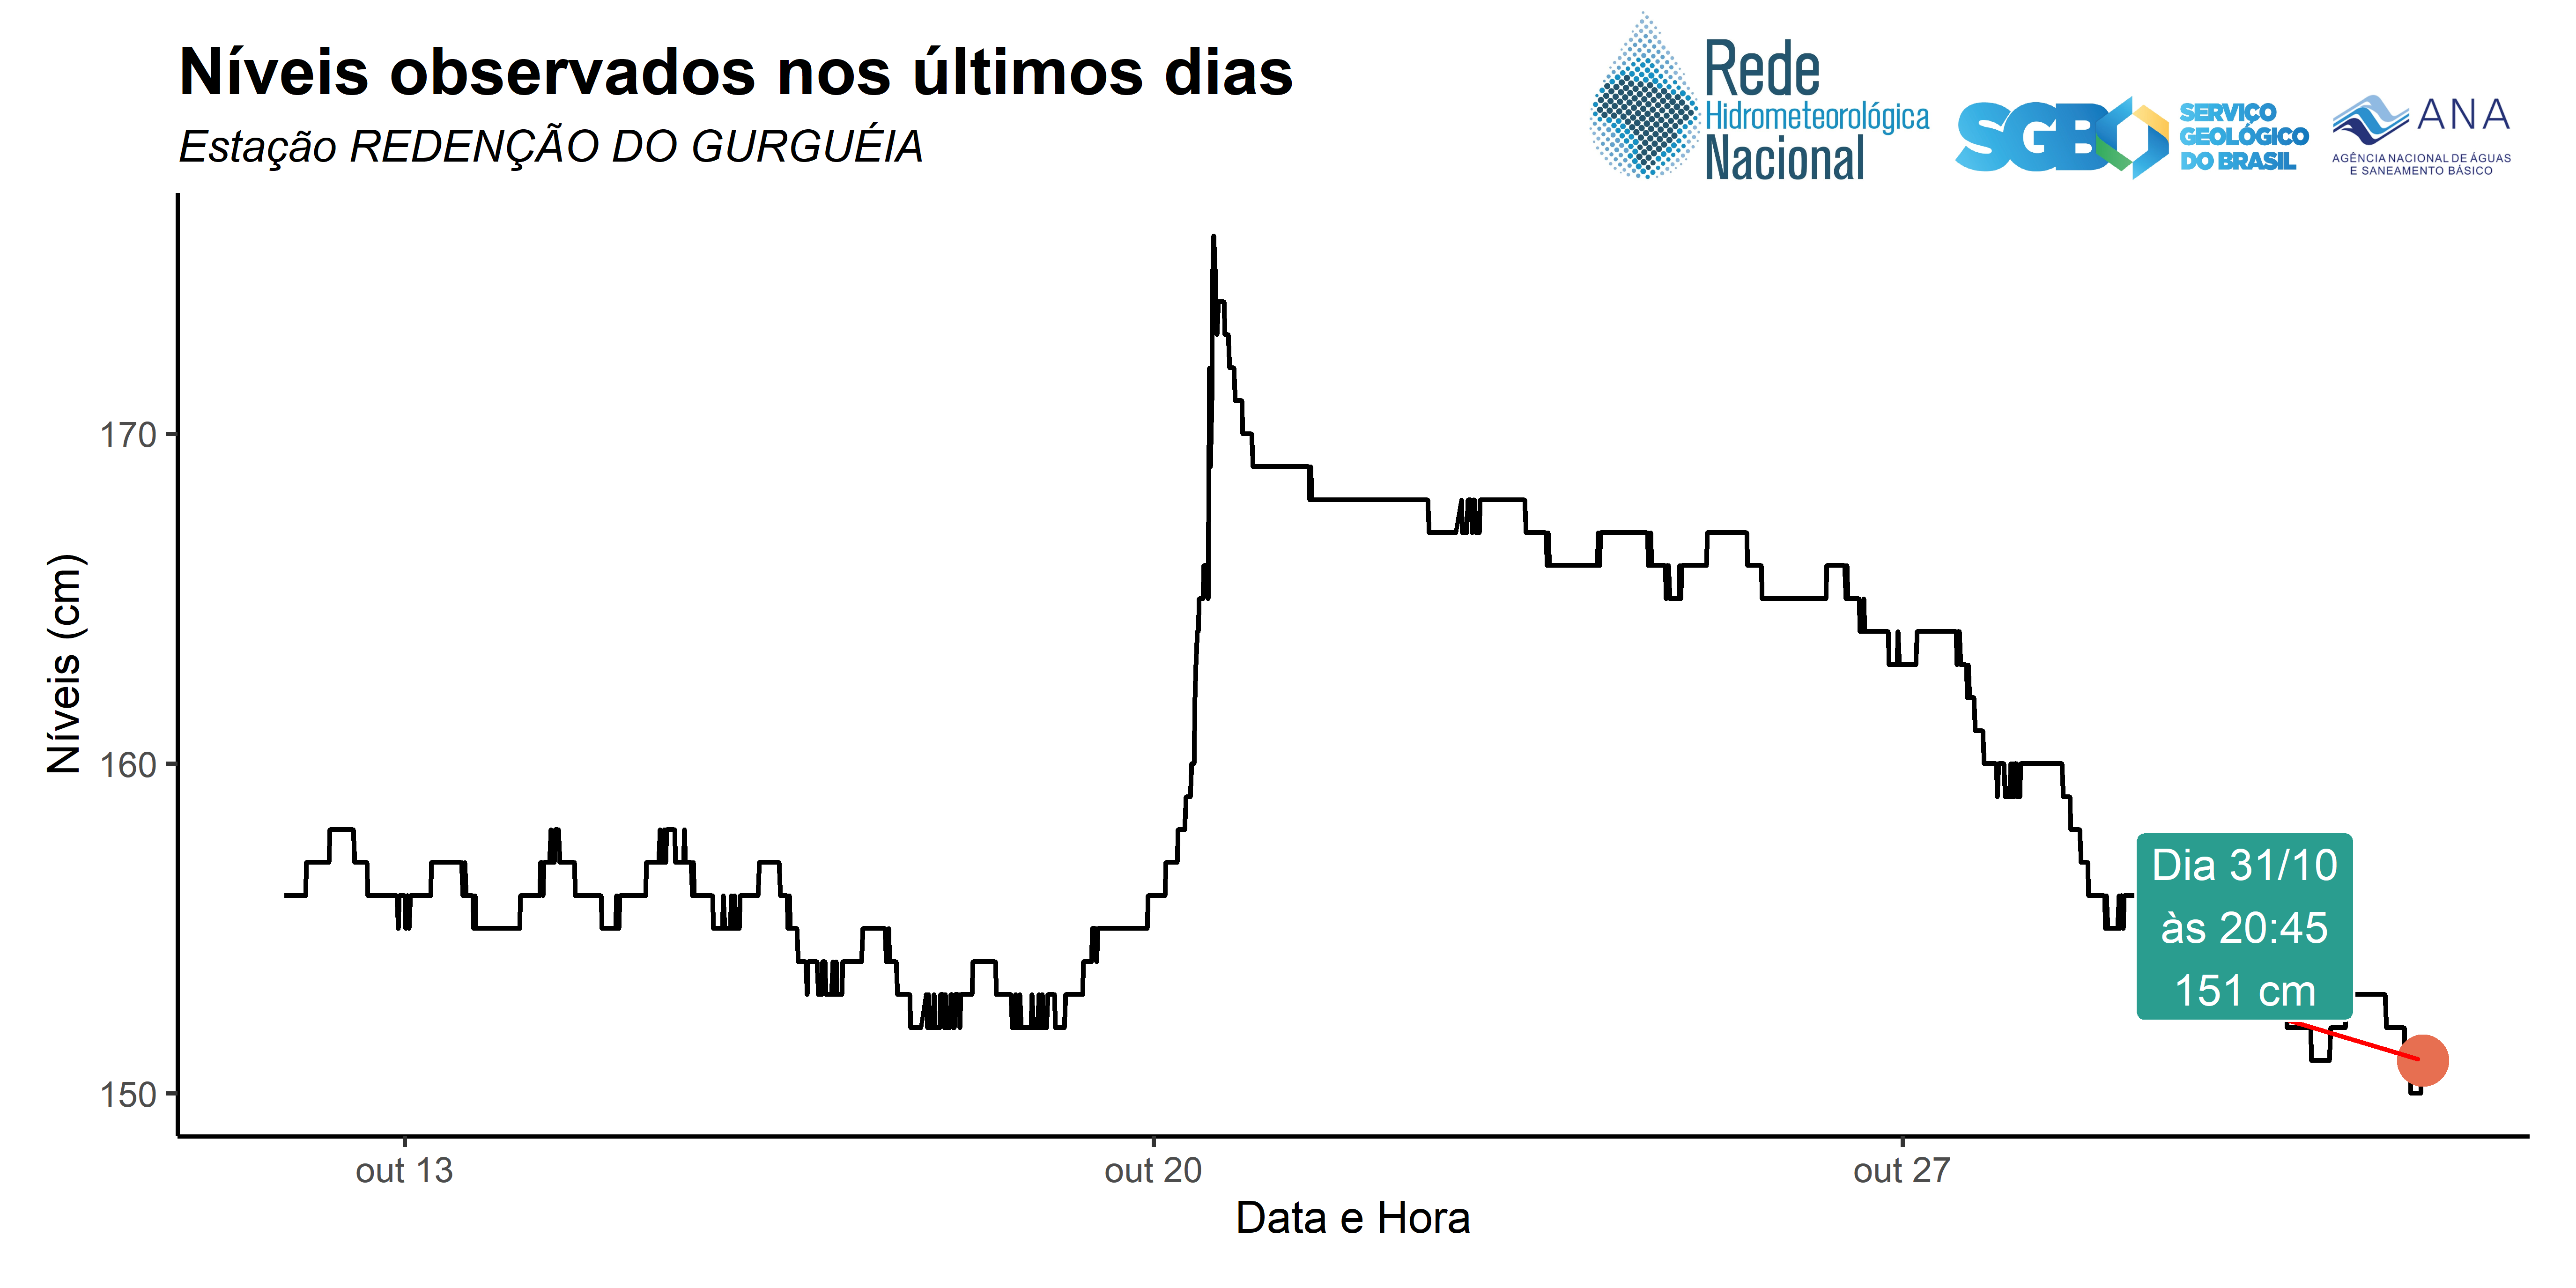 Níveis observados nos últimos dias
Estação REDENÇÃO DO GURGUÉIA
Rede
Hidrometeorológica
Nacional
SGB
SERVIÇO
GEOLÓGICO
DO BRASIL
ANA
AGÊNCIA NACIONAL DE ÁGUAS
E SANEAMENTO BÁSICO
Níveis (cm)
170
160
150
Dia 31/10
às 20:45
151 cm
out 13
out 20
out 27
Data e Hora